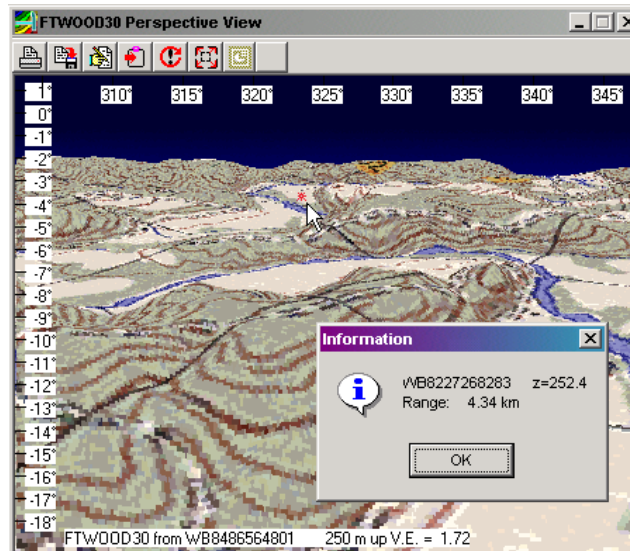 FTWOOD30 Perspective View
1° 310° 315° 320° 325° 330° 335° 340° 345°
0°
-1°
-2°
-3°
-4°
-5°
-6°
-7°
-8°
-9°
-10°
-11°
-12°
-13°
-14°
-15°
-16°
-17°
-18°
Information
WB8227268283 z=252.4
Range: 4.34 km
OK
FTWOOD30 from WB8486564801 250 m up V.E. = 1.72